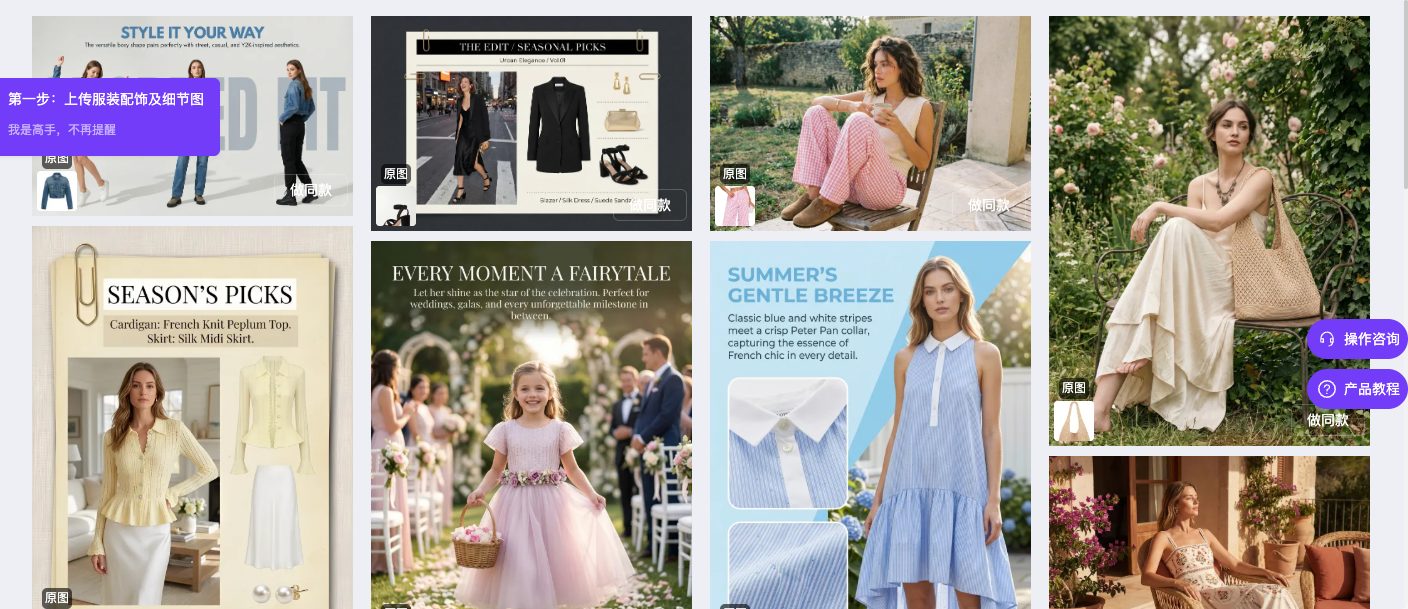 STYLE IT YOUR WAY
The versatile boxy shape pairs perfectly with street, casual, and Y2K-inspired aesthetics.
ED IT
第一步：上传服装配饰及细节图
我是高手，不再提醒
原图
做同款
THE EDIT / SEASONAL PICKS
Urban Elegance / Vol.01
Blazer / Silk Dress / Suede
原图
做同款
原图
做同款
原图
做同款
SEASON'S PICKS
Cardigan: French Knit Peplum Top.
Skirt: Silk Midi Skirt.
原图
EVERY MOMENT A FAIRYTALE
Let her shine as the star of the celebration. Perfect for
weddings, galas, and every unforgettable milestone in
between.
SUMMER'S
GENTLE BREEZE
Classic blue and white stripes
meet a crisp Peter Pan collar,
capturing the essence of
French chic in every detail.
操作咨询
产品教程